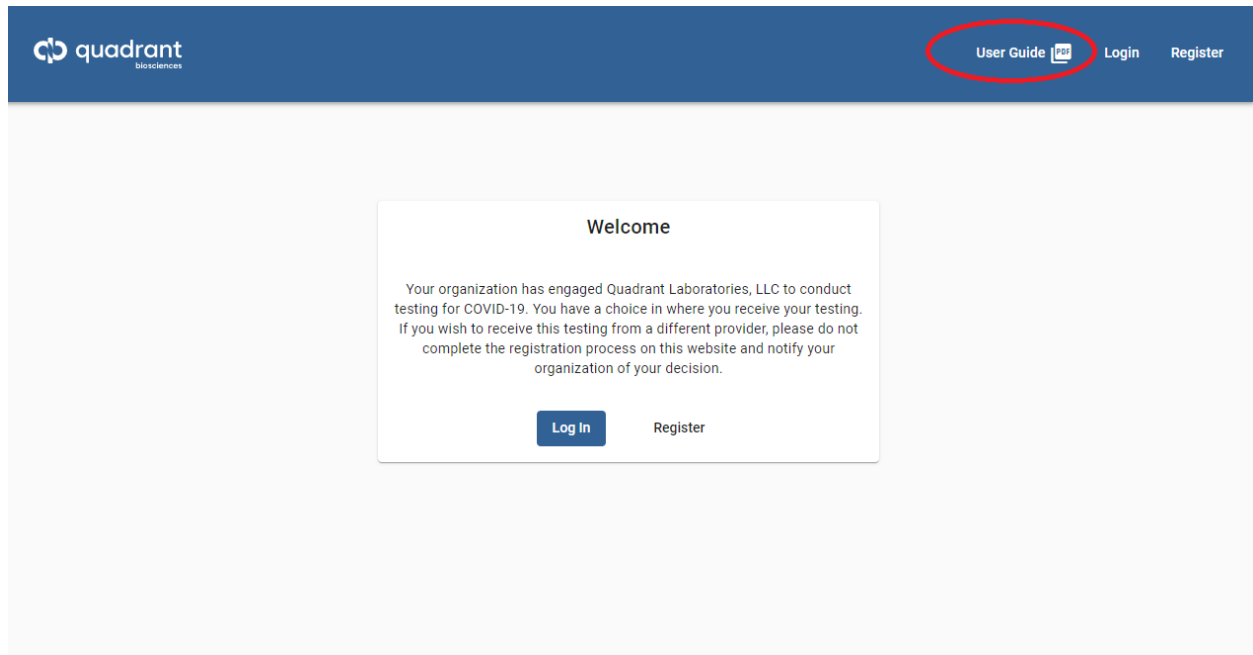 quadrant
biosciences
User Guide PDF Login Register
Welcome
Your organization has engaged Quadrant Laboratories, LLC to conduct
testing for COVID-19. You have a choice in where you receive your testing.
If you wish to receive this testing from a different provider, please do not
complete the registration process on this website and notify your
organization of your decision.
Log In Register